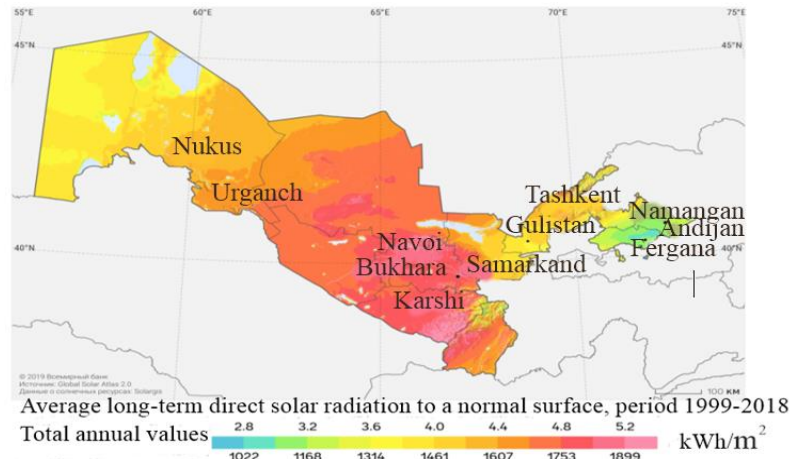 55°E 60°E 65°E 70°E 75°E
45°N 45°N
Nukus
Urganch
Tashkent
Namangan
Gulistan Andijan
40°N Navoi Fergana 40°N
Bukhara Samarkand
Karshi
© 2019 Всемирный банк
Источник: Global Solar Atlas 2.0
Данные о солнечных ресурсах: Solargis
100 КМ
Average long-term direct solar radiation to a normal surface, period 1999-2018
Total annual values 2.8 3.2 3.6 4.0 4.4 4.8 5.2 kWh/m²
1022 1168 1314 1461 1607 1753 1899